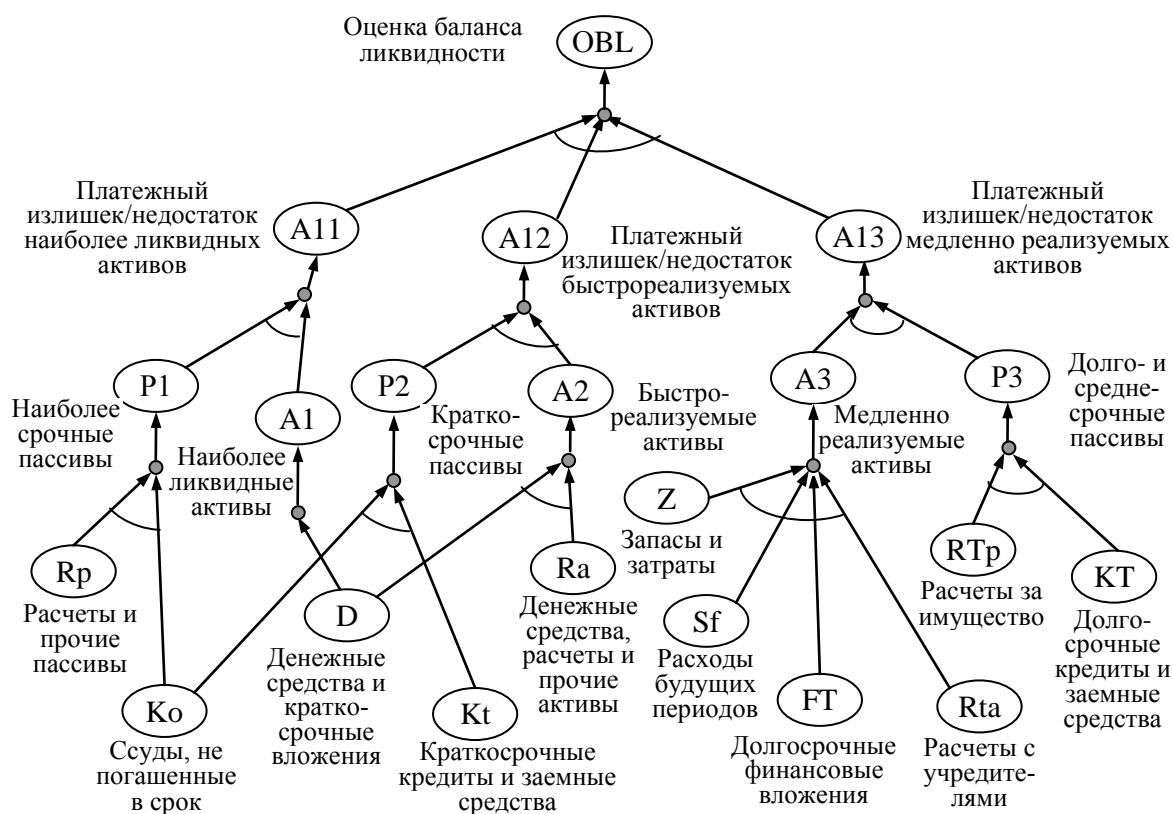 Оценка баланса
ликвидности
OBL
Платежный
излишек/недостаток
наиболее ликвидных
активов
A11
A12
Платежный
излишек/недостаток
быстрореализуемых
активов
A13
Платежный
излишек/недостаток
медленно реализуемых
активов
P1
Наиболее
срочные
пассивы
A1
Наиболее
ликвидные
активы
P2
Кратко-
срочные
пассивы
A2
Быстро-
реализуемые
активы
A3
Медленно
реализуемые
активы
P3
Долго- и
средне-
срочные
пассивы
Rp
Расчеты и
прочие
пассивы
Ko
Ссуды, не
погашенные
в срок
D
Денежные
средства и
кратко-
срочные
вложения
Kt
Краткосрочные
кредиты и заемные
средства
Ra
Денежные
средства,
расчеты и
прочие
активы
Z
Запасы и
затраты
Sf
Расходы
будущих
периодов
FT
Долгосрочные
финансовые
вложения
Rta
Расчеты с
учредите-
лями
RTp
Расчеты за
имущество
KT
Долго-
срочные
кредиты и
заемные
средства